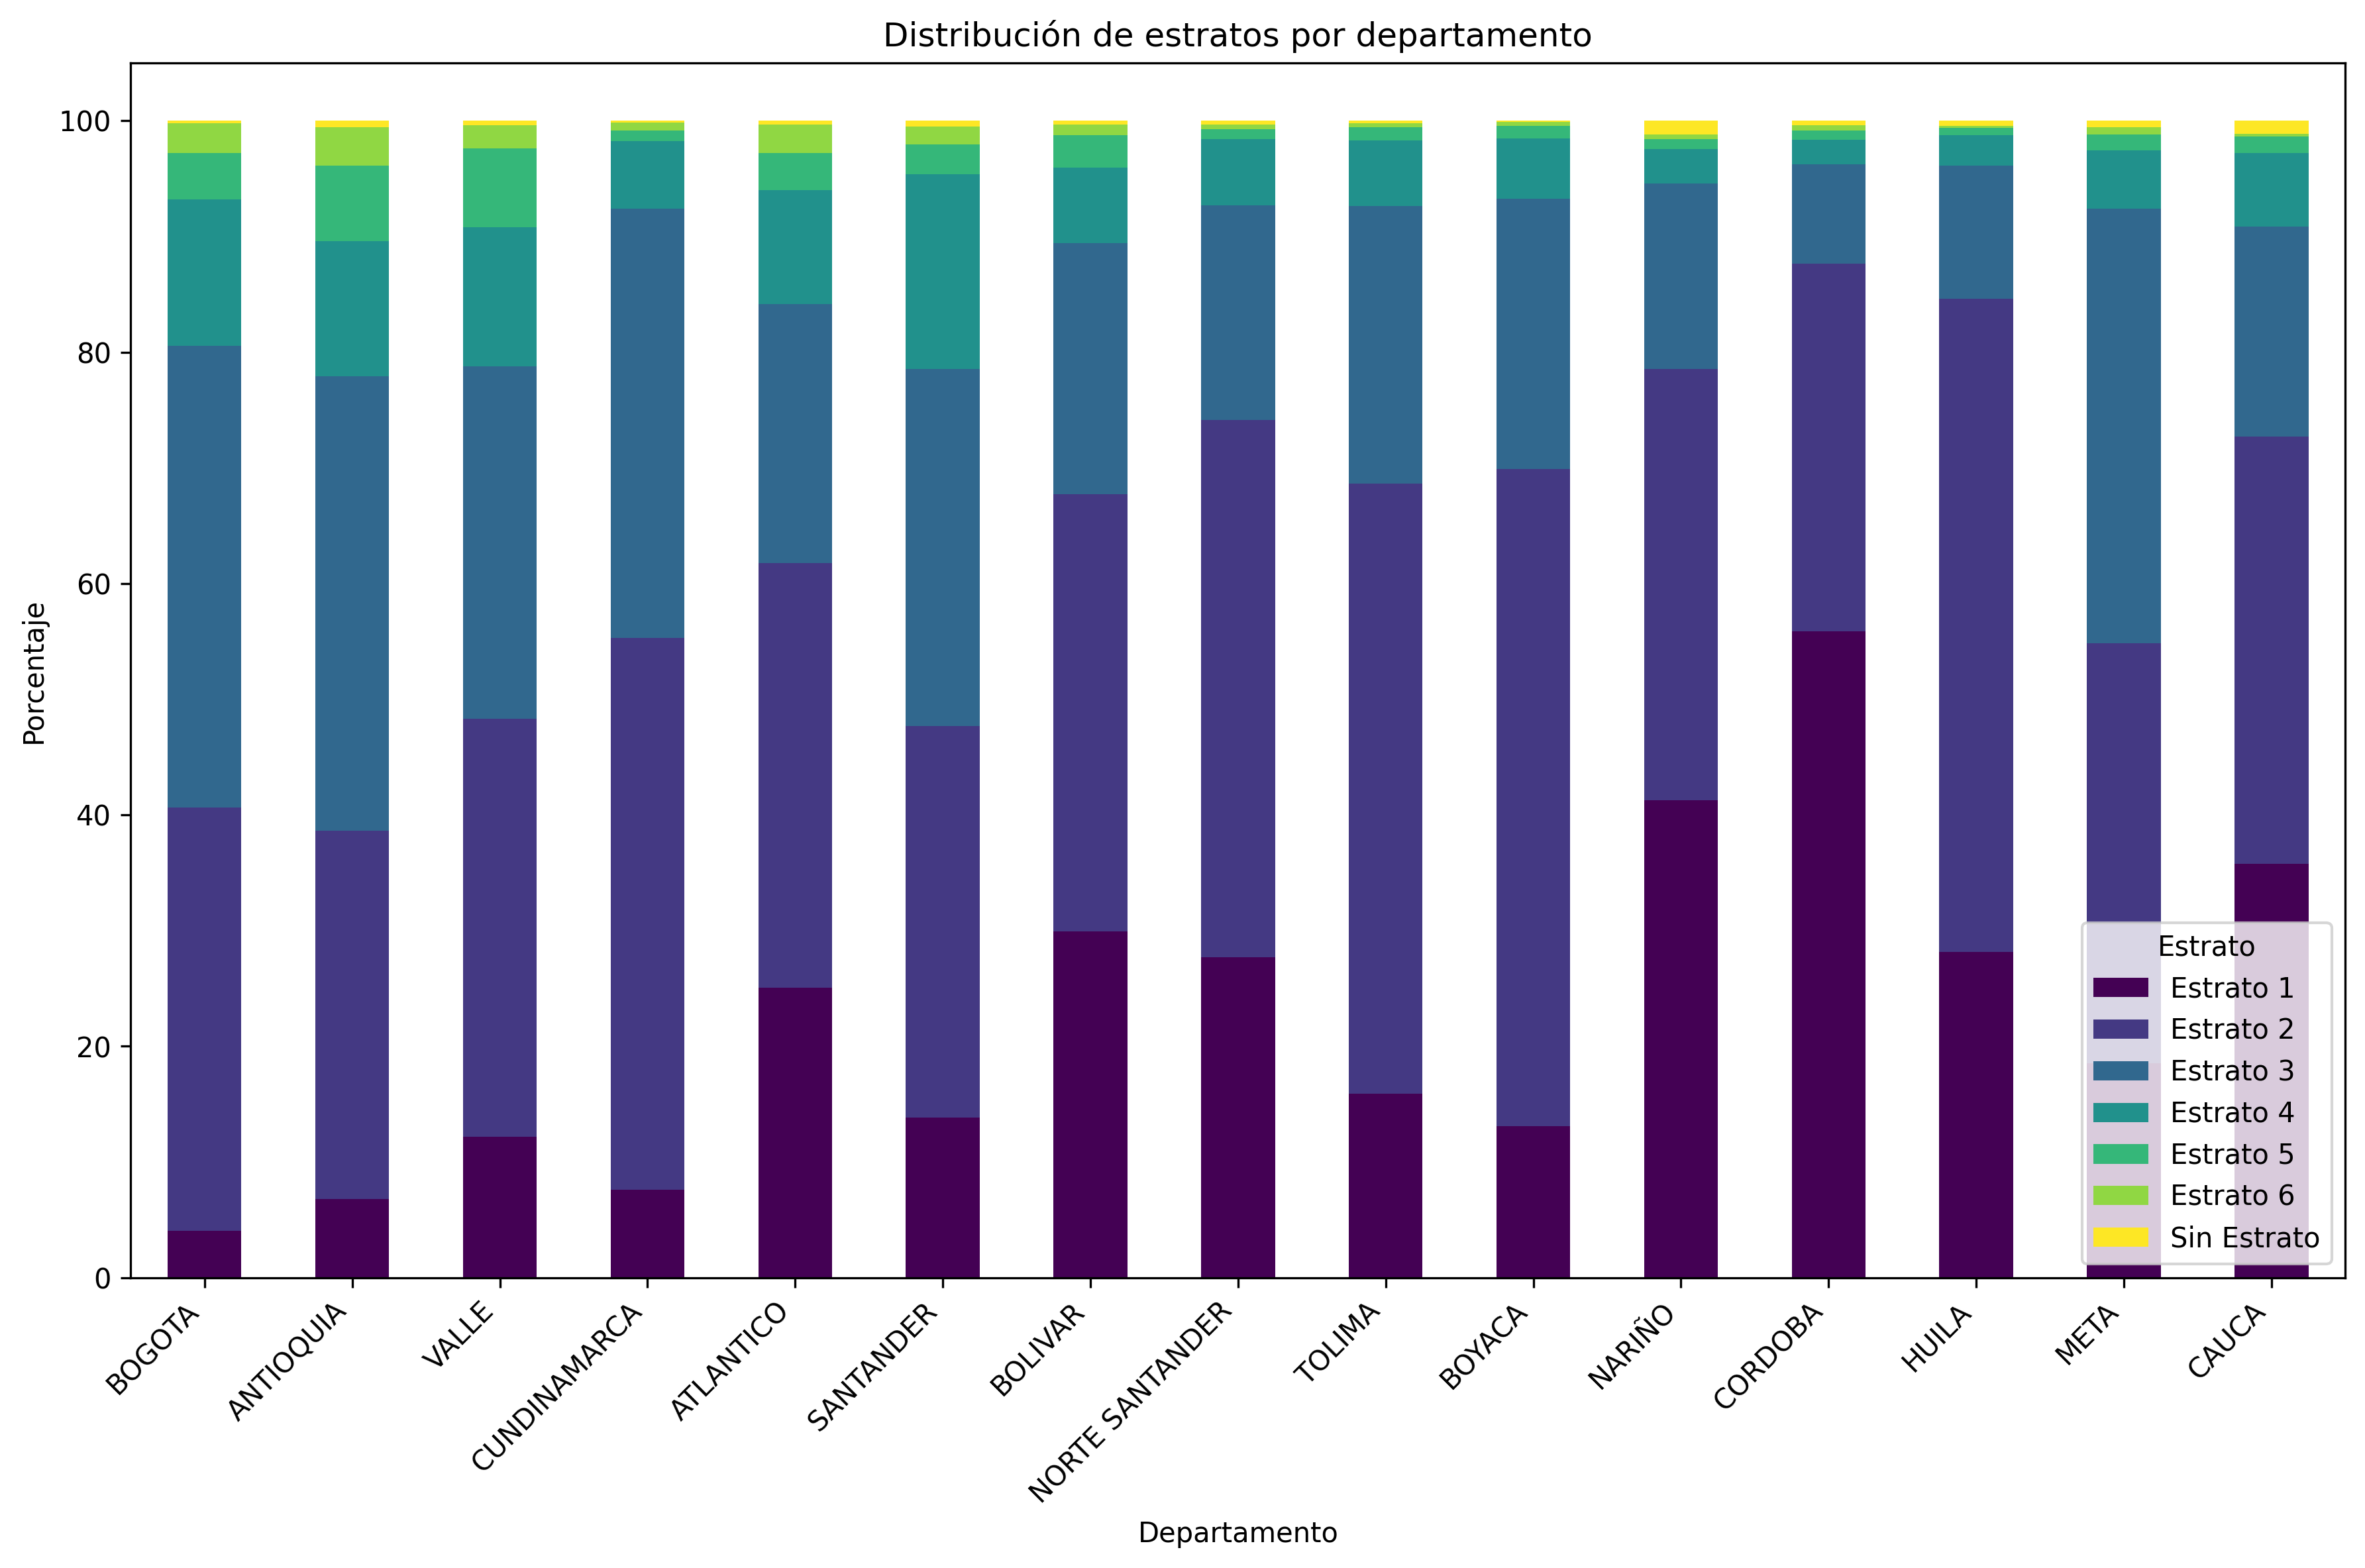 Distribución de estratos por departamento
Porcentaje
100
80
60
40
20
0
Estrato
Estrato 1
Estrato 2
Estrato 3
Estrato 4
Estrato 5
Estrato 6
Sin Estrato
BOGOTA
ANTIOQUIA
VALLE
CUNDINAMARCA
ATLANTICO
SANTANDER
BOLIVAR
NORTE SANTANDER
TOLIMA
BOYACA
NARIÑO
CORDOBA
HUILA
META
CAUCA
Departamento